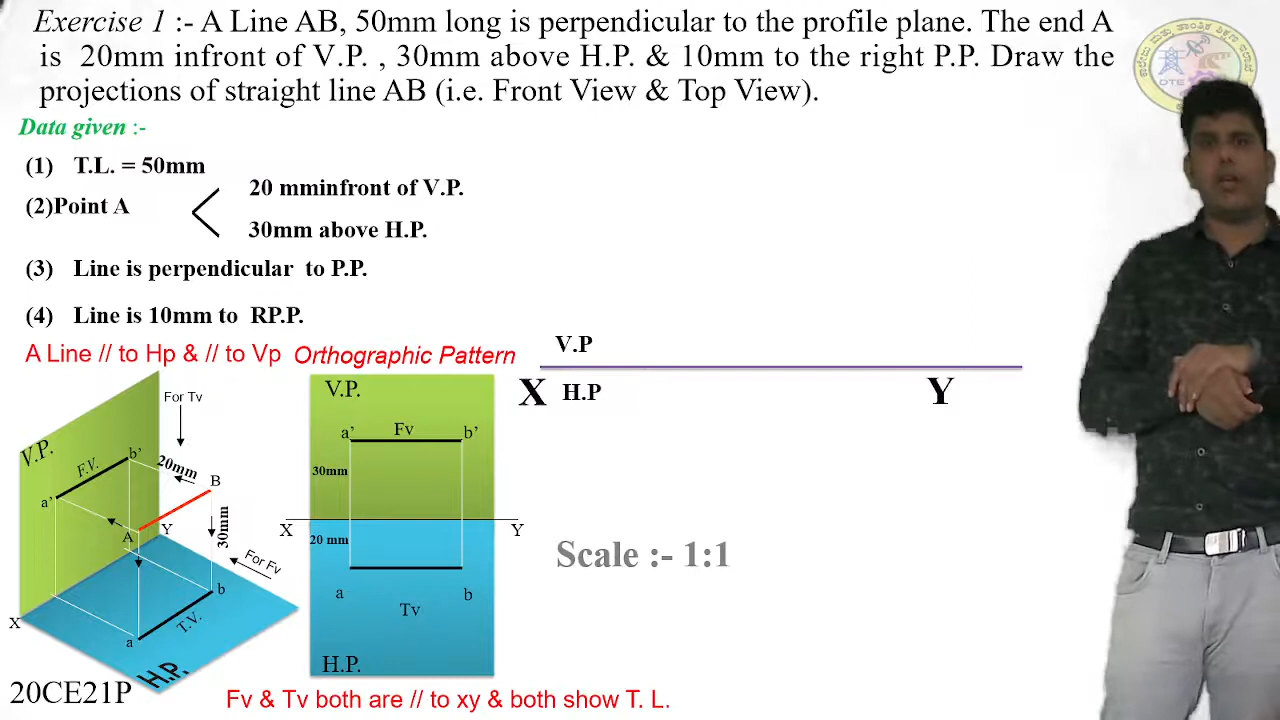 Exercise 1 :- A Line AB, 50mm long is perpendicular to the profile plane. The end A
is 20mm infront of V.P. , 30mm above H.P. & 10mm to the right P.P. Draw the
projections of straight line AB (i.e. Front View & Top View).
Data given :-
(1) T.L. = 50mm
(2)Point A
20 mminfront of V.P.
30mm above H.P.
(3) Line is perpendicular to P.P.
(4) Line is 10mm to RP.P.
A Line // to Hp & // to Vp Orthographic Pattern
V.P
X H.P Y
V.P.
For Tv
F.V.
a' b'
20mm
B
A
Y
30mm
For Fv
b
T.V.
a
X
H.P.
V.P.
a' Fv b'
30mm
X Y
20 mm
a b
Tv
H.P.
Scale :- 1:1
20CE21P
Fv & Tv both are // to xy & both show T. L.
DTE